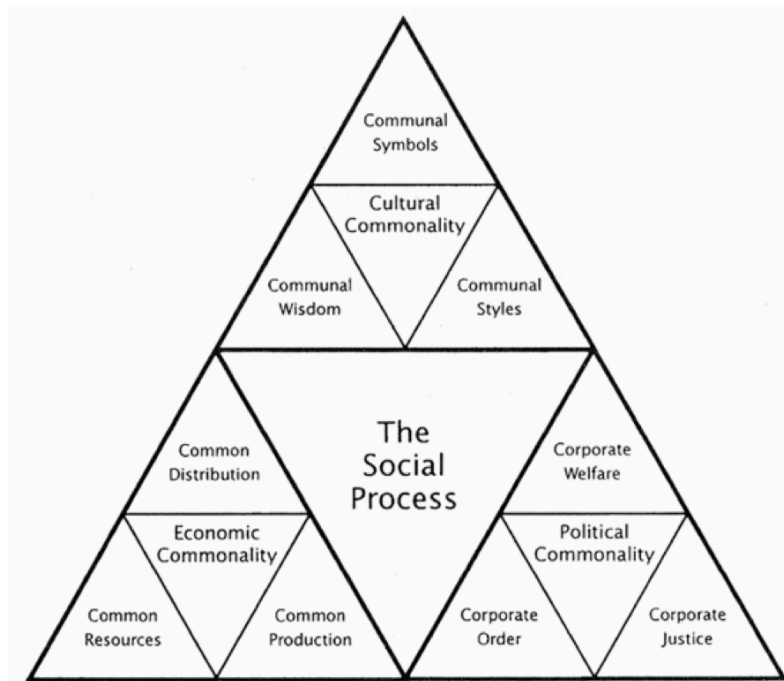 Communal
Symbols
Cultural
Commonality
Communal
Wisdom
Communal
Styles
The
Social
Process
Common
Distribution
Economic
Commonality
Common
Resources
Common
Production
Corporate
Welfare
Political
Commonality
Corporate
Order
Corporate
Justice